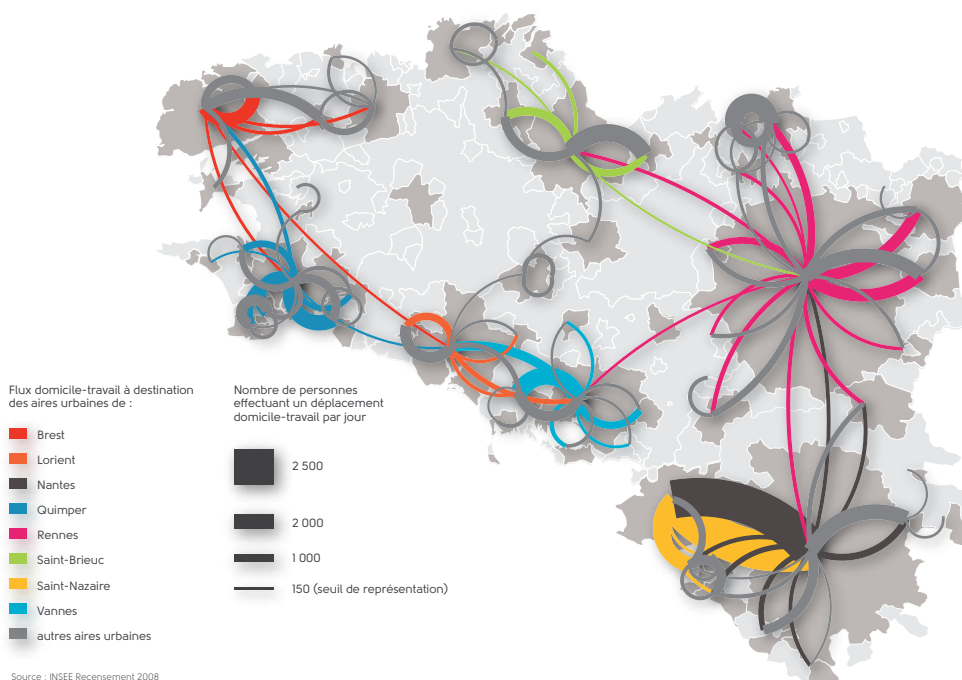 Flux domicile-travail à destination
des aires urbaines de :
Brest
Lorient
Nantes
Quimper
Rennes
Saint-Brieuc
Saint-Nazaire
Vannes
autres aires urbaines
Nombre de personnes
effectuant un déplacement
domicile-travail par jour
2 500
2 000
1 000
150 (seuil de représentation)
Source : INSEE Recensement 2008